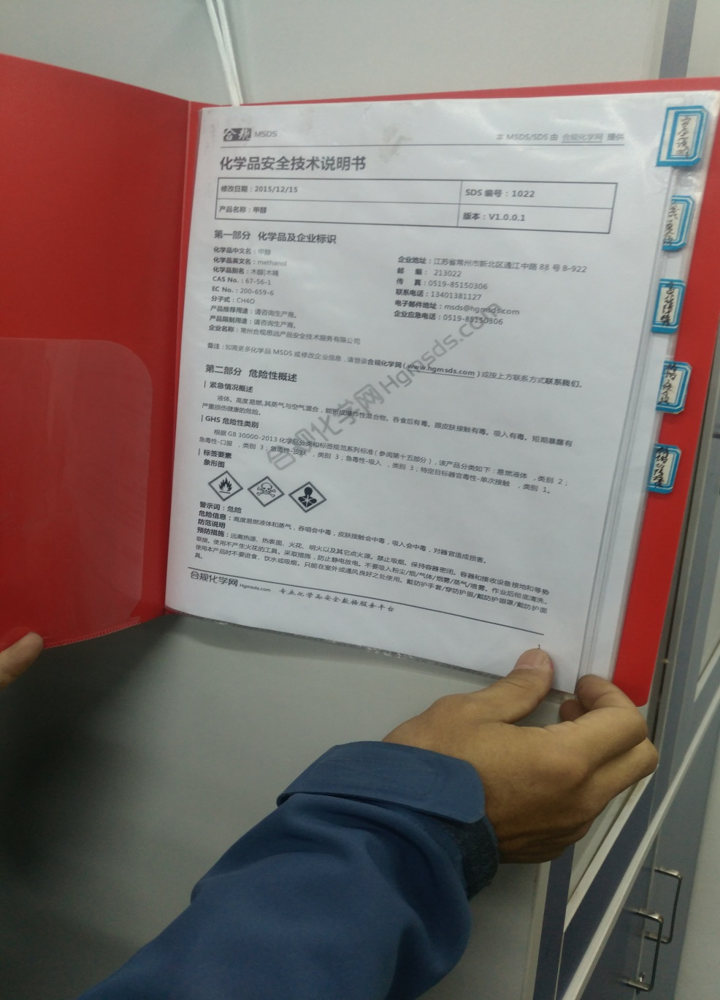 合规 MSDS
本 MSDS/SDS 由 合规化学网 提供
化学品安全技术说明书
修改日期：2015/12/15
SDS 编号：1022
产品名称：甲醇
版本：V1.0.0.1
第一部分 化学品及企业标识
化学品中文名：甲醇
化学品英文名：methanol
化学品别名：木醇|木精
CAS No.：67-56-1
EC No.：200-659-6
分子式：CH4O
产品推荐用途：请咨询生产商。
产品限制用途：请咨询生产商。
企业名称：常州合规思远产品安全技术服务有限公司
企业地址：江苏省常州市新北区通江中路 88 号 8-922
邮 编：213022
传 真：0519-85150306
联系电话：13401381127
电子邮件地址：msds@hgmsds.com
企业应急电话：0519-85150306
备注：如需更多化学品 MSDS 或修改企业信息，请登录合规化学网（www.hgmsds.com）或按上方联系方式联系我们。
第二部分 危险性概述
紧急情况概述
液体。高度易燃,其蒸气与空气混合，能形成爆炸性混合物。吞食后有毒。跟皮肤接触有毒。吸入有毒。短期暴露有
严重损伤健康的危险。
GHS 危险性类别
根据 GB 30000-2013 化学品分类和标签规范系列标准（参阅第十五部分），该产品分类如下：易燃液体 ，类别 2；
急毒性-口服 ，类别 3；急毒性-皮肤 ，类别 3；急毒性-吸入 ，类别 3；特定目标器官毒性-单次接触 ，类别 1。
标签要素
象形图
警示词：危险
危险信息：高度易燃液体和蒸气，吞咽会中毒，皮肤接触会中毒，吸入会中毒，对器官造成损害。
防范说明
预防措施：远离热源、热表面、火花、明火以及其它点火源。禁止吸烟。保持容器密闭。容器和接收设备接地和等势
联接。使用不产生火花的工具。采取措施，防止静电放电。不要吸入粉尘/烟/气体/烟雾/蒸气/喷雾。作业后彻底清洗。
使用本产品时不要进食、饮水或吸烟。只能在室外或通风良好之处使用。戴防护手套/穿防护服/戴防护眼罩/戴防护面
具。
合规化学网 Hgmsds.com 专业化学品安全数据服务平台
1
合规化学网 Hgmsds.com